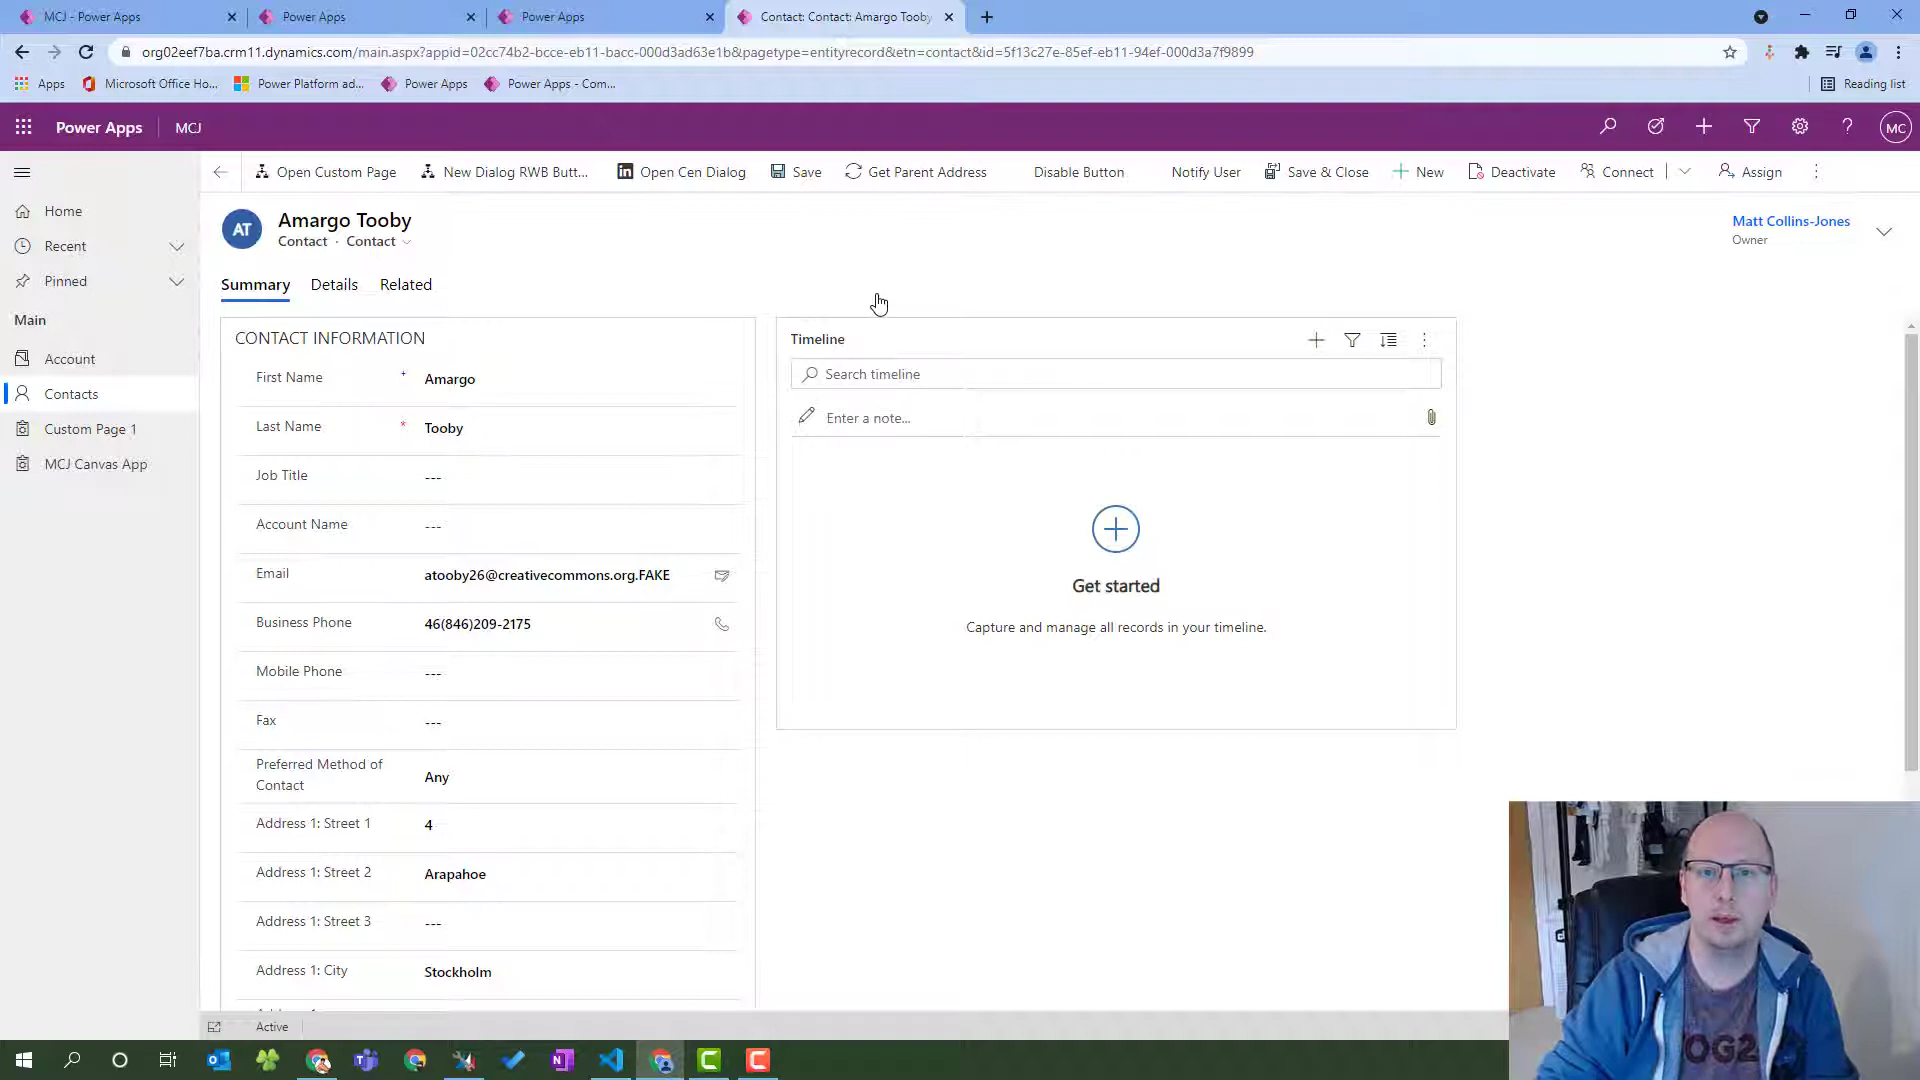 MCJ - Power Apps
Power Apps
Power Apps
Contact: Contact: Amargo Tooby
org02eef7ba.crm11.dynamics.com/main.aspx?appid=02cc74b2-bcce-eb11-bacc-000d3ad63e1b&pagetype=entityrecord&etn=contact&id=5f13c27e-85ef-eb11-94ef-000d3a7f9899
Apps
Microsoft Office Ho...
Power Platform ad...
Power Apps
Power Apps - Com...
Reading list
Power Apps
MCJ
MC
Open Custom Page
New Dialog RWB Butt...
Open Cen Dialog
Save
Get Parent Address
Disable Button
Notify User
Save & Close
New
Deactivate
Connect
Assign
Home
Recent
Pinned
Main
Account
Contacts
Custom Page 1
MCJ Canvas App
AT
Amargo Tooby
Contact · Contact
Matt Collins-Jones
Owner
Summary
Details
Related
CONTACT INFORMATION
First Name + Amargo
Last Name * Tooby
Job Title ---
Account Name ---
Email atooby26@creativecommons.org.FAKE
Business Phone 46(846)209-2175
Mobile Phone ---
Fax ---
Preferred Method of
Contact
Any
Address 1: Street 1 4
Address 1: Street 2 Arapahoe
Address 1: Street 3 ---
Address 1: City Stockholm
Timeline
Search timeline
Enter a note...
Get started
Capture and manage all records in your timeline.
Active